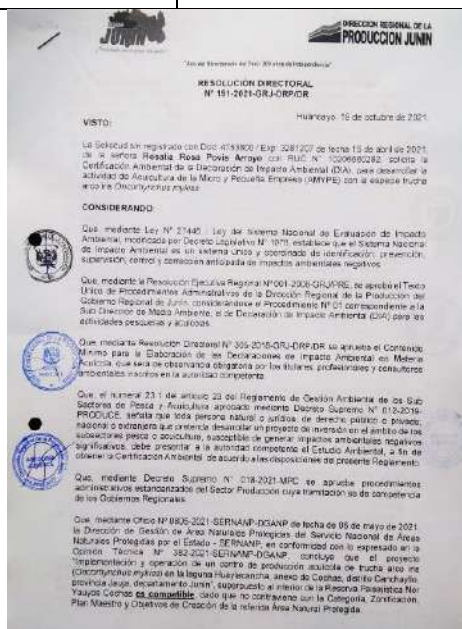 JUNIN
DIRECCION REGIONAL DE LA
PRODUCCION JUNIN
"Año del Bicentenario del Perú: 200 años de Independencia"
RESOLUCIÓN DIRECTORAL
N° 191-2021-GRJ-DRP/DR
Huancayo, 19 de octubre de 2021.
VISTO:
La Solicitud sin registrado con Doc. / Exp. 3281207 de fecha 15 de abril de 2021,
de la señora Rosalia Rosa Povis Arroyo con RUC N° solicita la
Certificación Ambiental de la Declaración de Impacto Ambiental (DIA), para desarrollar la
actividad de Acuicultura de la Micro y Pequeña Empresa (AMYPE) con la especie trucha
arco iris Oncorhynchus mykiss
CONSIDERANDO:
Que, mediante Ley N° 27446 - Ley del Sistema Nacional de Evaluación de Impacto
Ambiental, modificada por Decreto Legislativo N° 1078, establece que el Sistema Nacional
de Impacto Ambiental es un sistema único y coordinado de identificación, prevención,
supervisión, control y corrección anticipada de impactos ambientales negativos.
Que, mediante la Resolución Ejecutiva Regional N°001-2008-GRJ/PRE, se aprobó el Texto
Único de Procedimientos Administrativos de la Dirección Regional de la Producción del
Gobierno Regional de Junín, considerándose el Procedimiento N° 01 correspondiente a la
Sub Dirección de Medio Ambiente, el de Declaración de Impacto Ambiental (DIA) para las
actividades pesqueras y acuícolas.
Que, mediante Resolución Directoral N° 305-2018-GRJ-DRP/DR se aprueba el Contenido
Mínimo para la Elaboración de las Declaraciones de Impacto Ambiental en Materia
Acuícola, que será de observancia obligatoria por los titulares, profesionales y consultores
ambientales inscritos en la autoridad competente.
Que, el numeral 23.1 del artículo 23 del Reglamento de Gestión Ambiental de los Sub
Sectores de Pesca y Acuicultura aprobado mediante Decreto Supremo N° 012-2019-
PRODUCE, señala que toda persona natural o jurídica, de derecho público o privado,
nacional o extranjera que pretenda desarrollar un proyecto de inversión en el ámbito de los
subsectores pesca o acuicultura, susceptible de generar impactos ambientales negativos
significativos, debe presentar a la autoridad competente el Estudio Ambiental, a fin de
obtener la Certificación Ambiental, de acuerdo a las disposiciones del presente Reglamento.
Que, mediante Decreto Supremo N° 018-2021-MPC se aprueba procedimientos
administrativos estandarizados del Sector Producción cuya tramitación es de competencia
de los Gobiernos Regionales.
Que, mediante Oficio N° 0805-2021-SERNANP-DGANP de fecha de 06 de mayo de 2021,
la Dirección de Gestión de Área Naturales Protegidas del Servicio Nacional de Áreas
Naturales Protegidas por el Estado - SERNANP, en conformidad con lo expresado en la
Opinión Técnica N° 382-2021-SERNANP-DGANP, concluye que el proyecto
"Implementación y operación de un centro de producción acuícola de trucha arco iris
(Oncorhynchus mykiss) en la laguna Huaylacancha, anexo de Cochas, distrito Canchayllo,
provincia Jauja, departamento Junín", superpuesto al interior de la Reserva Paisajística Nor
Yauyos Cochas es compatible, dado que no contraviene con la Categoría, Zonificación,
Plan Maestro y Objetivos de Creación de la referida Área Natural Protegida.